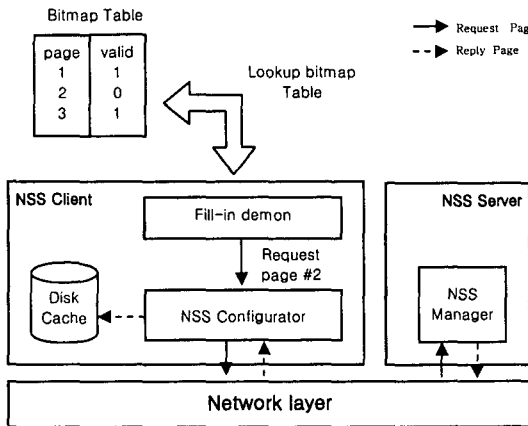 Bitmap Table
Request Pag
Reply Page
page valid
1 1
2 0
3 1
Lookup bitmap
Table
NSS Client
NSS Server
Fill-in demon
Request
page #2
Disk
Cache
NSS Configurator
NSS
Manager
Network layer